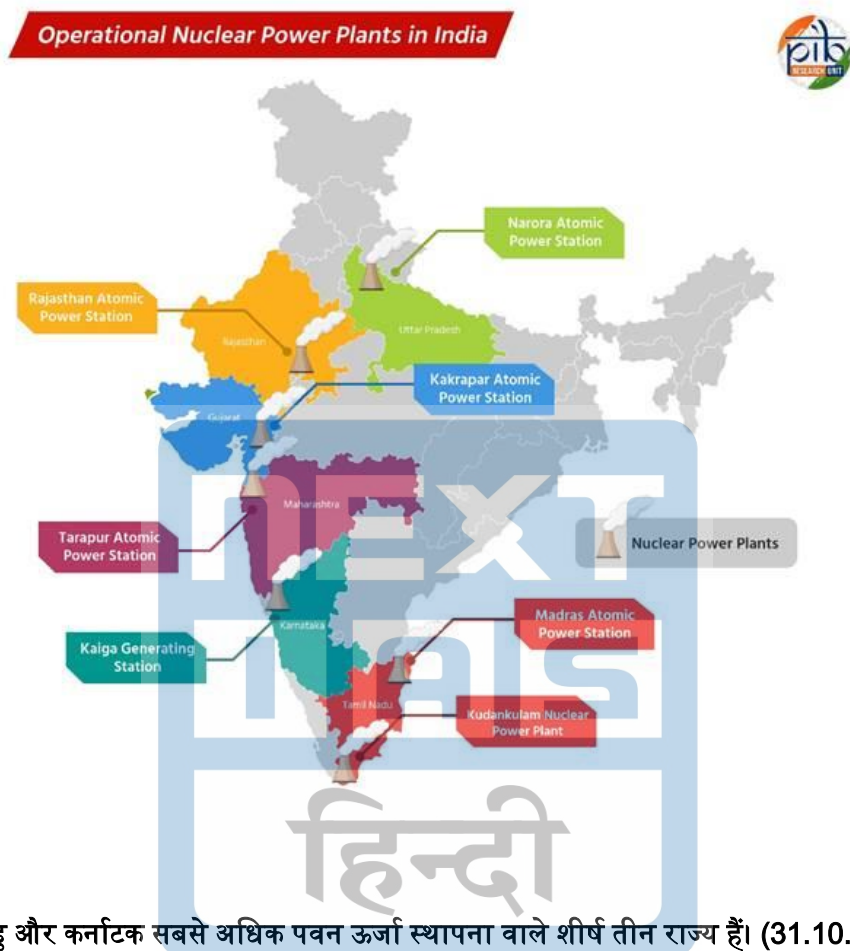 Operational Nuclear Power Plants in India
pib
RESEARCH UNIT
Narora Atomic
Power Station
Rajasthan Atomic
Power Station
Uttar Pradesh
Rajasthan
Kakrapar Atomic
Power Station
Gujarat
Maharashtra
Tarapur Atomic
Power Station
Nuclear Power Plants
NEXT
IAS
Madras Atomic
Power Station
Karnataka
Kaiga Generating
Station
Tamil Nadu
Kudankulam Nuclear
Power Plant
हिन्दी
और कर्नाटक सबसे अधिक पवन ऊर्जा स्थापना वाले शीर्ष तीन राज्य हैं। (31.10.